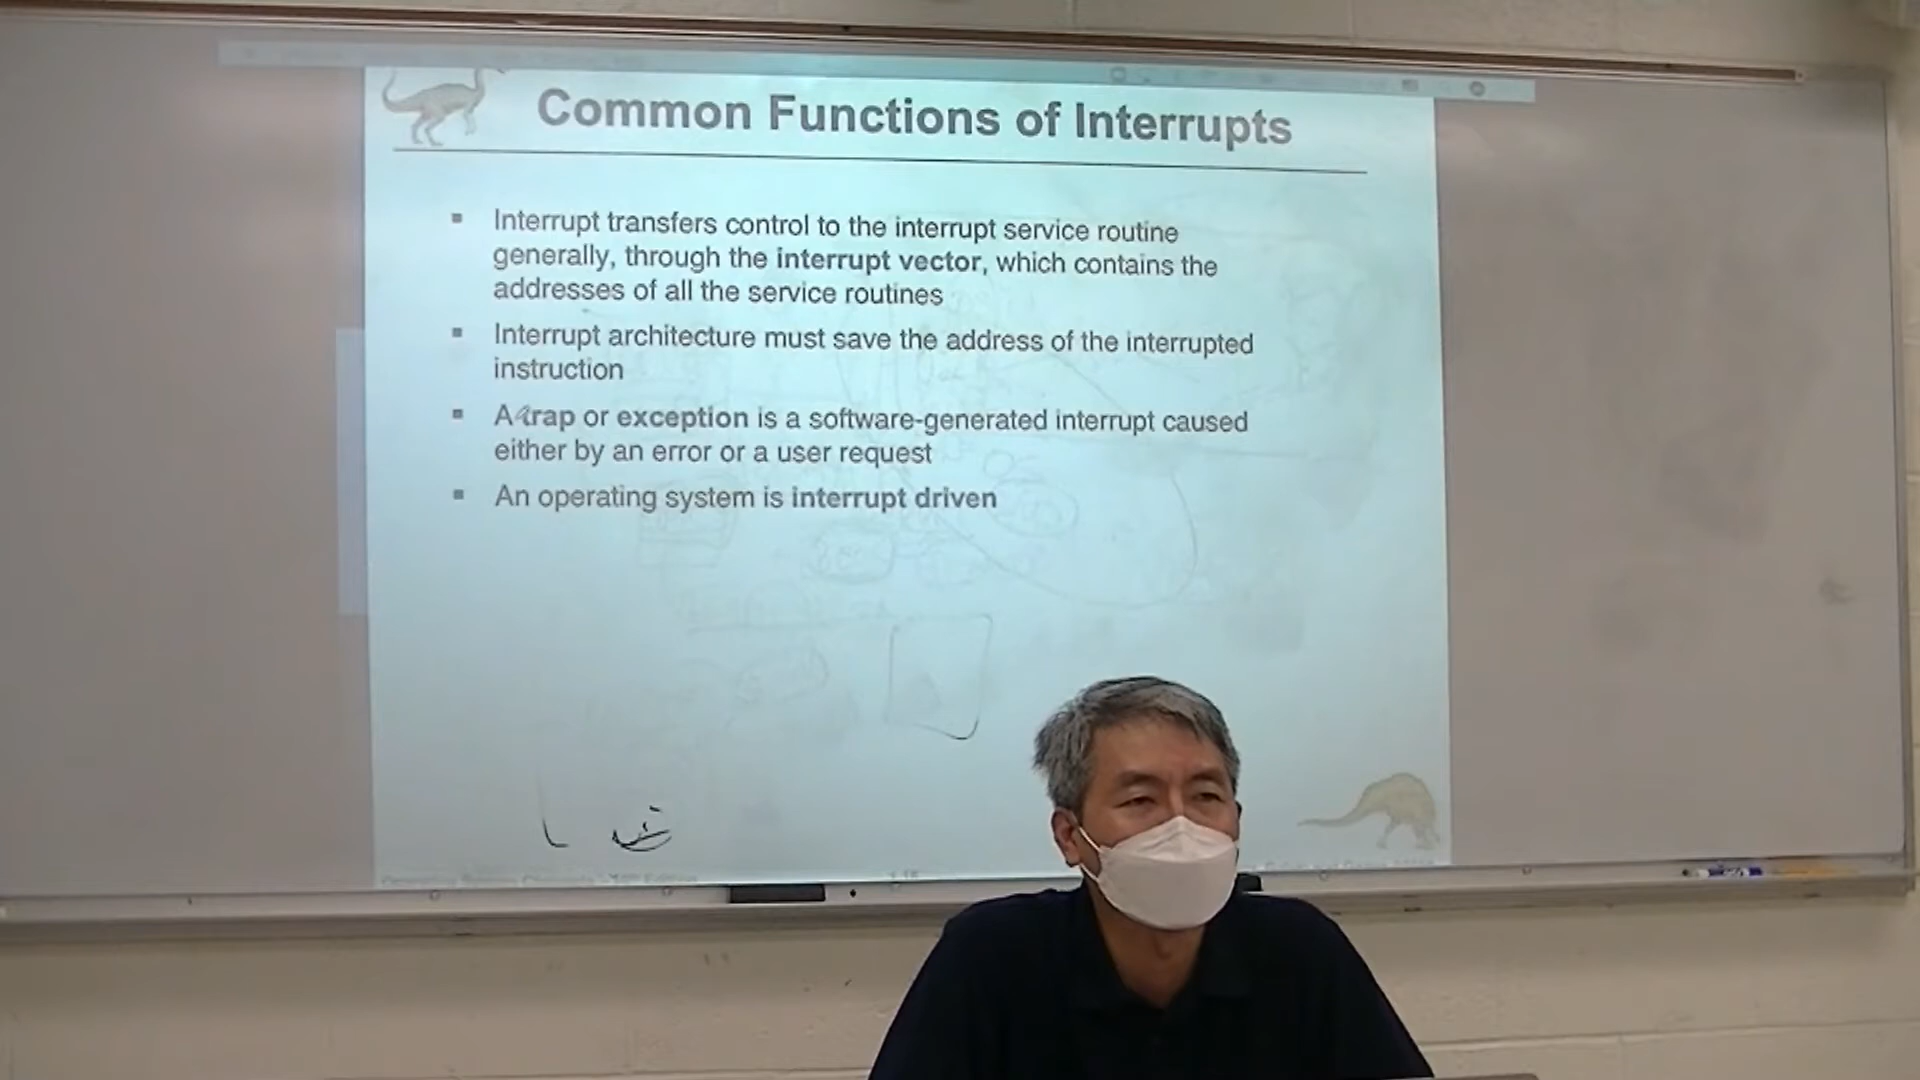 Common Functions of Interrupts
Interrupt transfers control to the interrupt service routine
generally, through the interrupt vector, which contains the
addresses of all the service routines
Interrupt architecture must save the address of the interrupted
instruction
A trap or exception is a software-generated interrupt caused
either by an error or a user request
An operating system is interrupt driven